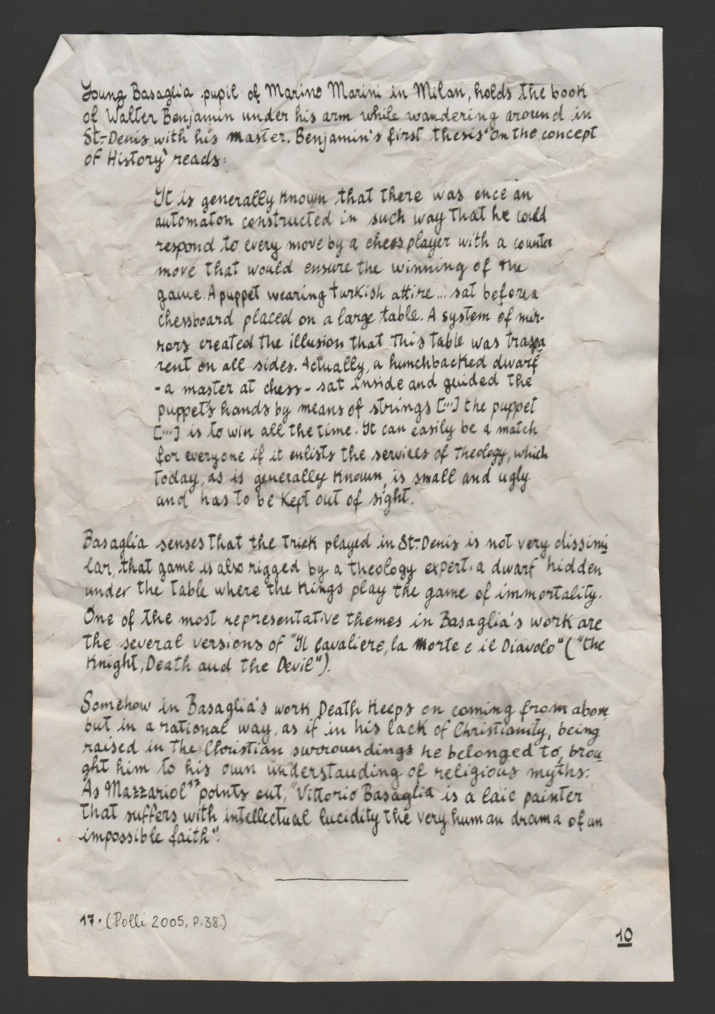 Young Basaglia pupil of Marino Marini in Milan, holds the book
of Walter Benjamin under his arm while wandering around in
St-Denis with his master. Benjamin's first thesis "On the concept
of History" reads:
It is generally known that there was once an
automaton constructed in such way that he could
respond to every move by a chess player with a counter
move that would ensure the winning of the
game. A puppet wearing turkish attire ... sat before a
chessboard placed on a large table. A system of mir-
rors created the illusion that this table was transpa
rent on all sides. Actually, a hunchbacked dwarf
- a master at chess - sat inside and guided the
puppet's hands by means of strings [...] the puppet
[...] is to win all the time. It can easily be a match
for everyone if it enlists the services of Theology, which
today, as is generally known, is small and ugly
and has to be kept out of sight.
Basaglia senses that the trick played in St-Denis is not very dissimi
lar, that game is also rigged by a theology expert: a dwarf hidden
under the table where the Kings play the game of immortality.
One of the most representative themes in Basaglia's work are
the several versions of "Il cavaliere, la Morte e il Diavolo" ("the
Knight, Death and the Devil").
Somehow in Basaglia's work Death keeps on coming from above
but in a rational way, as if in his lack of Christianity, being
raised in the Christian surroundings he belonged to, brou
ght him to his own understanding of religious myths.
As Mazzariol 17 points out, "Vittorio Basaglia is a laic painter
that suffers with intellectual lucidity the very human drama of an
impossible faith".
17. (Polli 2005, p.38.)
10